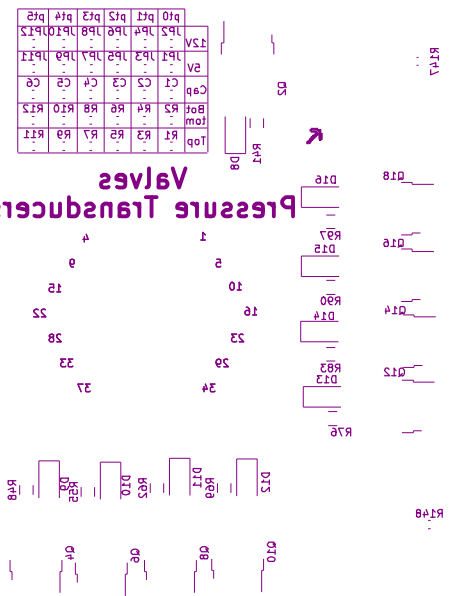 pt0 pt1 pt2 pt3 pt4 pt5
12V JP2 JP4 JP6 JP8 JP10 JP12
5V JP1 JP3 JP5 JP7 JP9 JP11
Cap C1 C2 C3 C4 C5 C6
Bot
tom R2 R4 R6 R8 R10 R12
Top R1 R3 R5 R7 R9 R11
R147
Q2
D8
R41
Valves
Pressure Transducers
D16
Q18
R97
D15
Q16
R90
D14
Q14
R83
D13
Q12
R76
1
4
5
9
10
15
16
22
23
28
29
33
34
37
R48
D9
R55
D10
R62
D11
R69
D12
R148
Q4
Q6
Q8
Q10